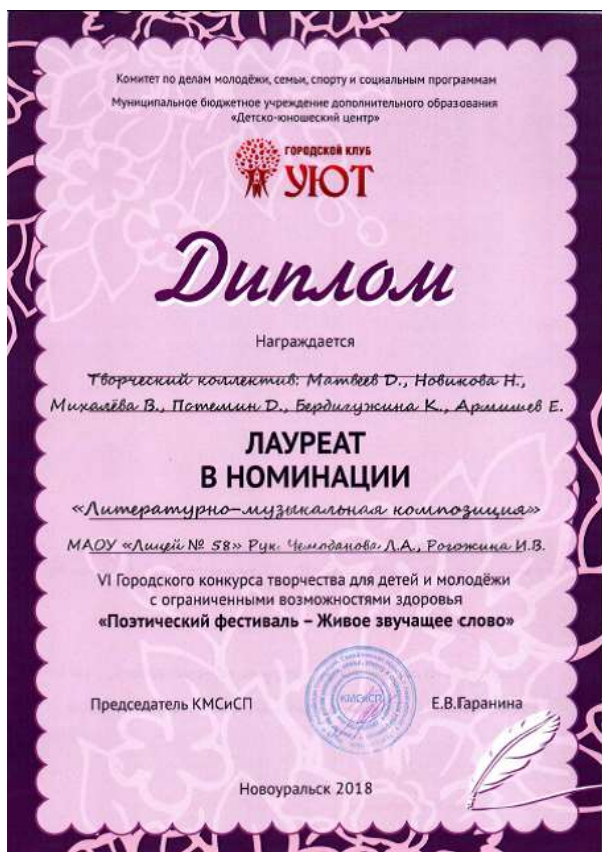 Комитет по делам молодёжи, семьи, спорту и социальным программам
Муниципальное бюджетное учреждение дополнительного образования
«Детско-юношеский центр»
ГОРОДСКОЙ КЛУБ
УЮТ
Диплом
Награждается
Творческий коллектив: Матвеев D., Новикова Н.,
Михалёва В., Потемин D., Бердигужина К., Армишев Е.
ЛАУРЕАТ
В НОМИНАЦИИ
«Литературно-музыкальная композиция»
МАОУ «Лицей № 58» Рук. Чемоданова Л.А., Рогожина И.В.
VI Городского конкурса творчества для детей и молодёжи
с ограниченными возможностями здоровья
«Поэтический фестиваль – Живое звучащее слово»
КМСиСП
Председатель КМСиСП Е.В.Гаранина
Новоуральск 2018